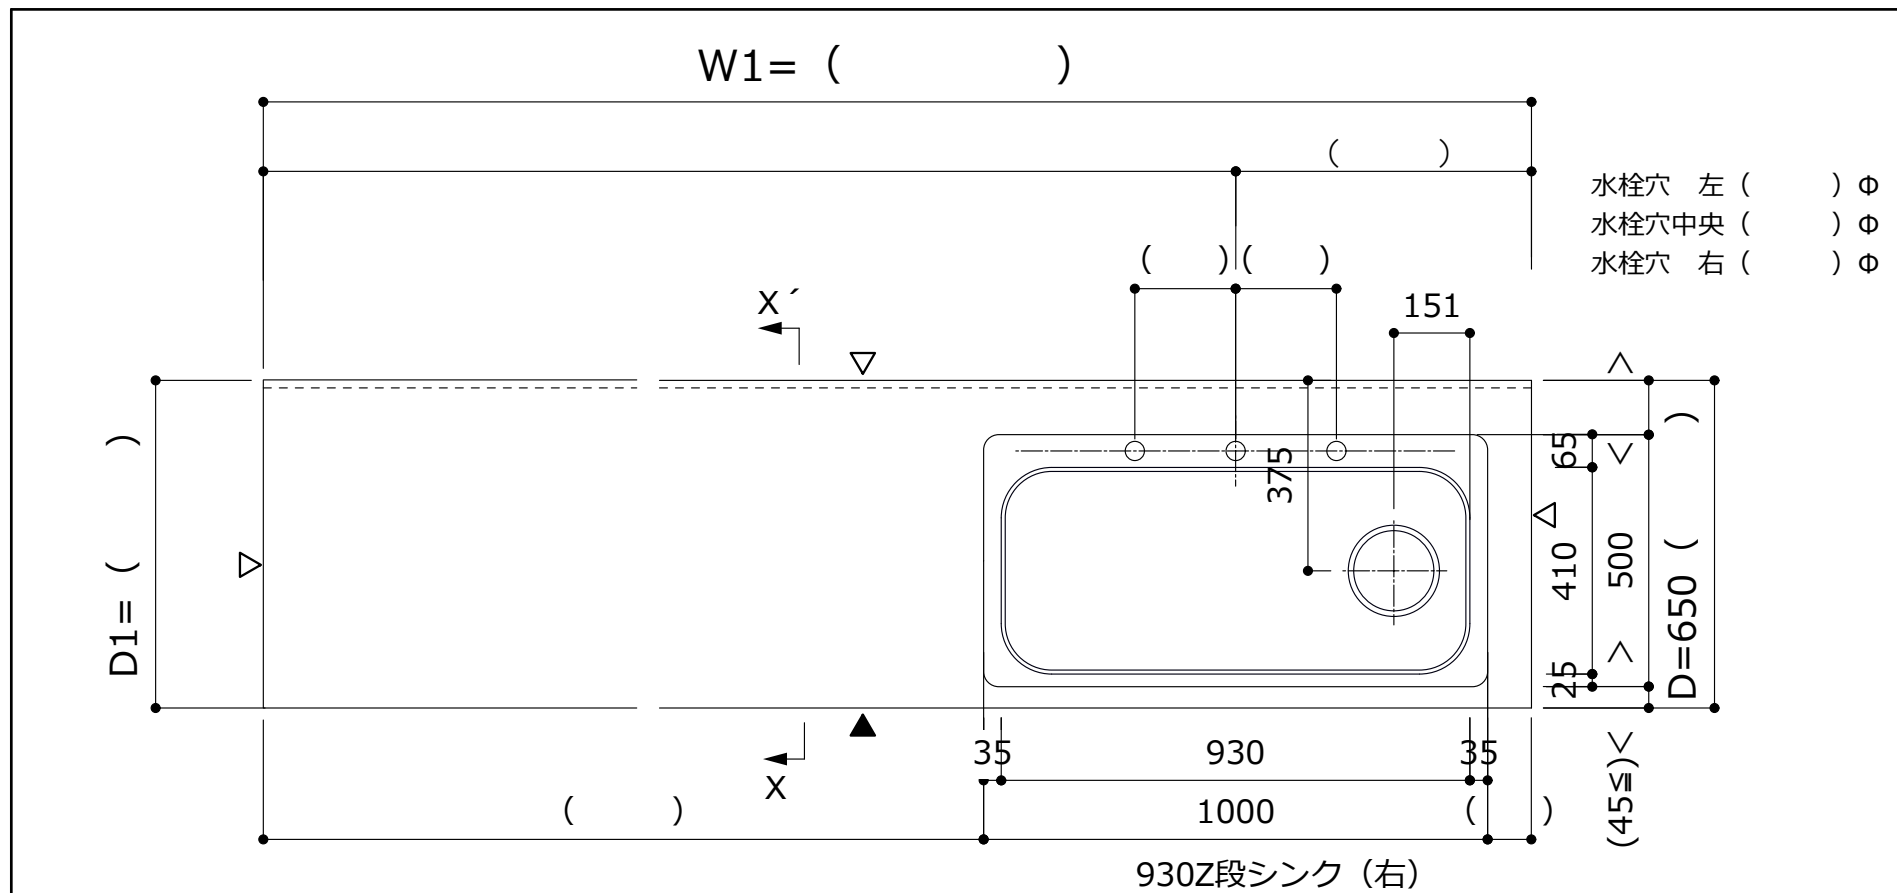 W1=（　　　　　）
（　　　）
水栓穴　左（　　　）Φ
水栓穴中央（　　　）Φ
水栓穴　右（　　　）Φ
（　　）（　　）
X´
151
D1=（　　　）
375
65
410
25
＜　＞
500
＜　＞
(45≦)
D=650（　　　）
35
930
35
X
（　　　）
1000
（　　）
930Z段シンク（右）